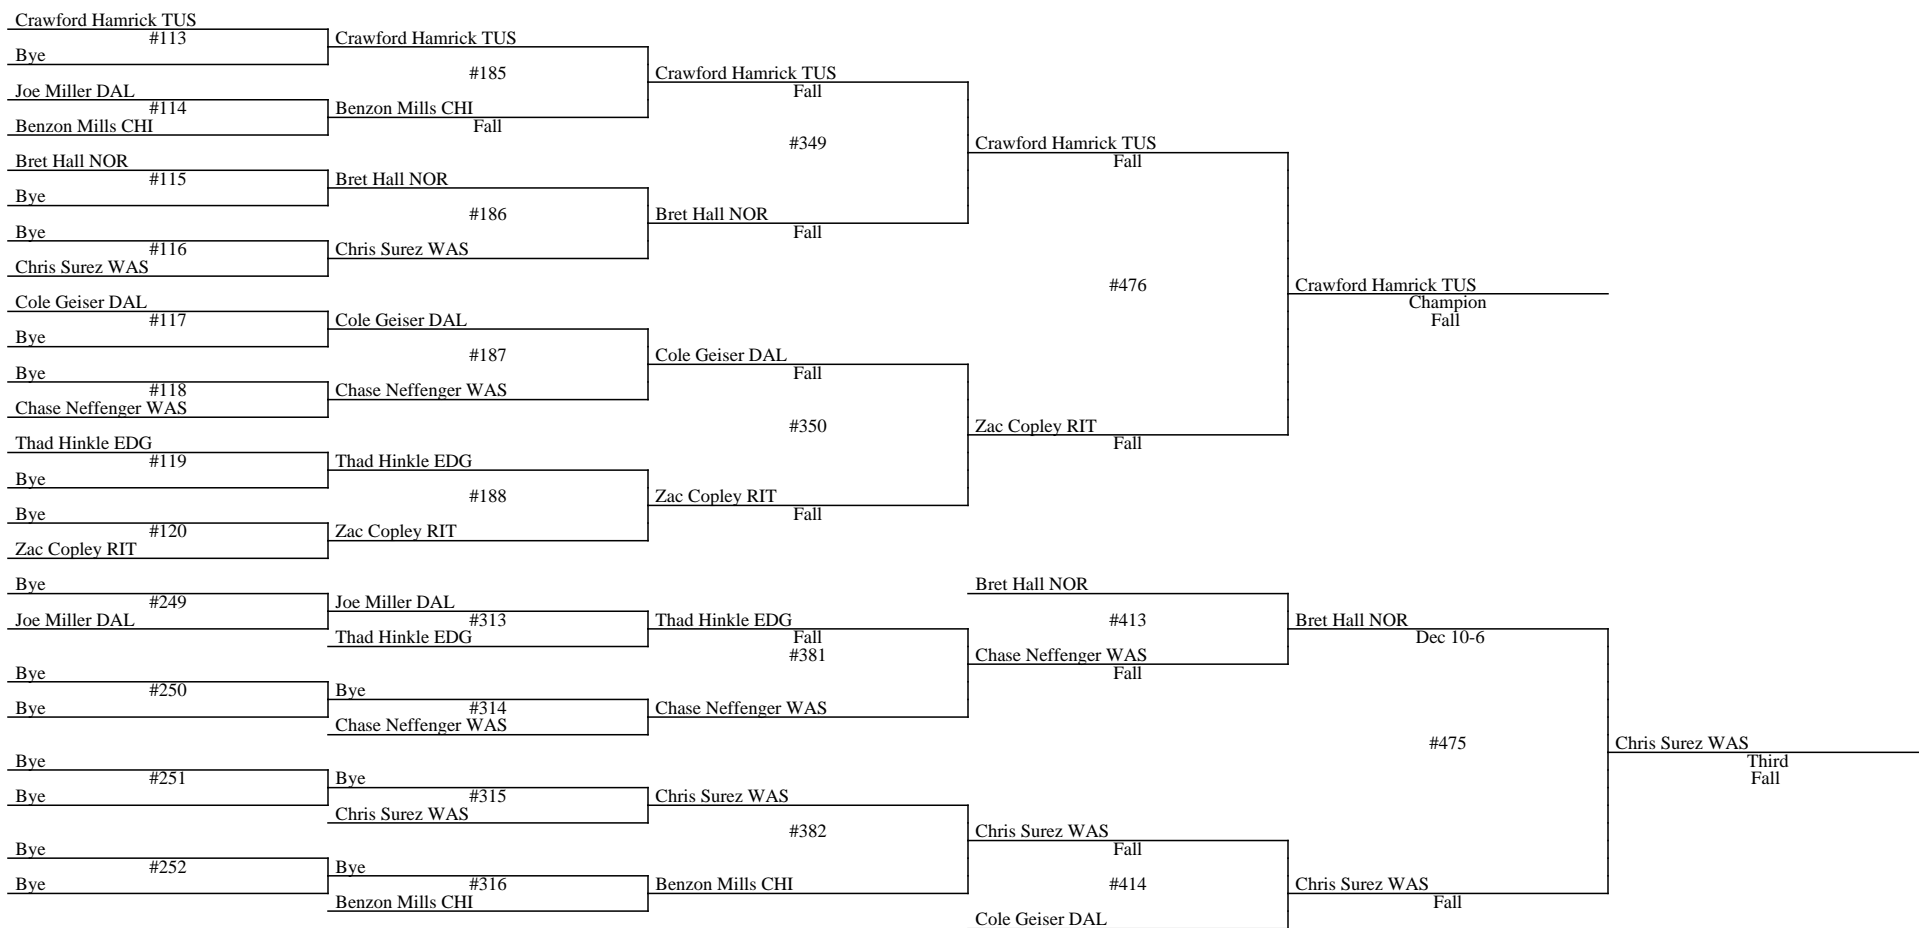 Crawford Hamrick TUS
#113
Bye
Crawford Hamrick TUS
#185
Joe Miller DAL
#114
Benzon Mills CHI
Benzon Mills CHI
Fall
Crawford Hamrick TUS
Fall
#349
Bret Hall NOR
#115
Bye
Bret Hall NOR
#186
Bye
#116
Chris Surez WAS
Chris Surez WAS
Bret Hall NOR
Fall
Crawford Hamrick TUS
Fall
#476
Cole Geiser DAL
#117
Bye
Cole Geiser DAL
#187
Bye
#118
Chase Neffenger WAS
Chase Neffenger WAS
Cole Geiser DAL
Fall
#350
Thad Hinkle EDG
#119
Bye
Thad Hinkle EDG
#188
Bye
#120
Zac Copley RIT
Zac Copley RIT
Zac Copley RIT
Fall
Zac Copley RIT
Fall
Crawford Hamrick TUS
Champion
Fall
Bye
#249
Joe Miller DAL
Joe Miller DAL
#313
Thad Hinkle EDG
Thad Hinkle EDG
Fall
#381
Bye
#250
Bye
Bye
#314
Chase Neffenger WAS
Chase Neffenger WAS
Bret Hall NOR
#413
Chase Neffenger WAS
Fall
Bret Hall NOR
Dec 10-6
#475
Bye
#251
Bye
Bye
#315
Chris Surez WAS
Chris Surez WAS
#382
Bye
#252
Bye
Bye
#316
Benzon Mills CHI
Benzon Mills CHI
Chris Surez WAS
Fall
#414
Cole Geiser DAL
Chris Surez WAS
Fall
Chris Surez WAS
Third
Fall